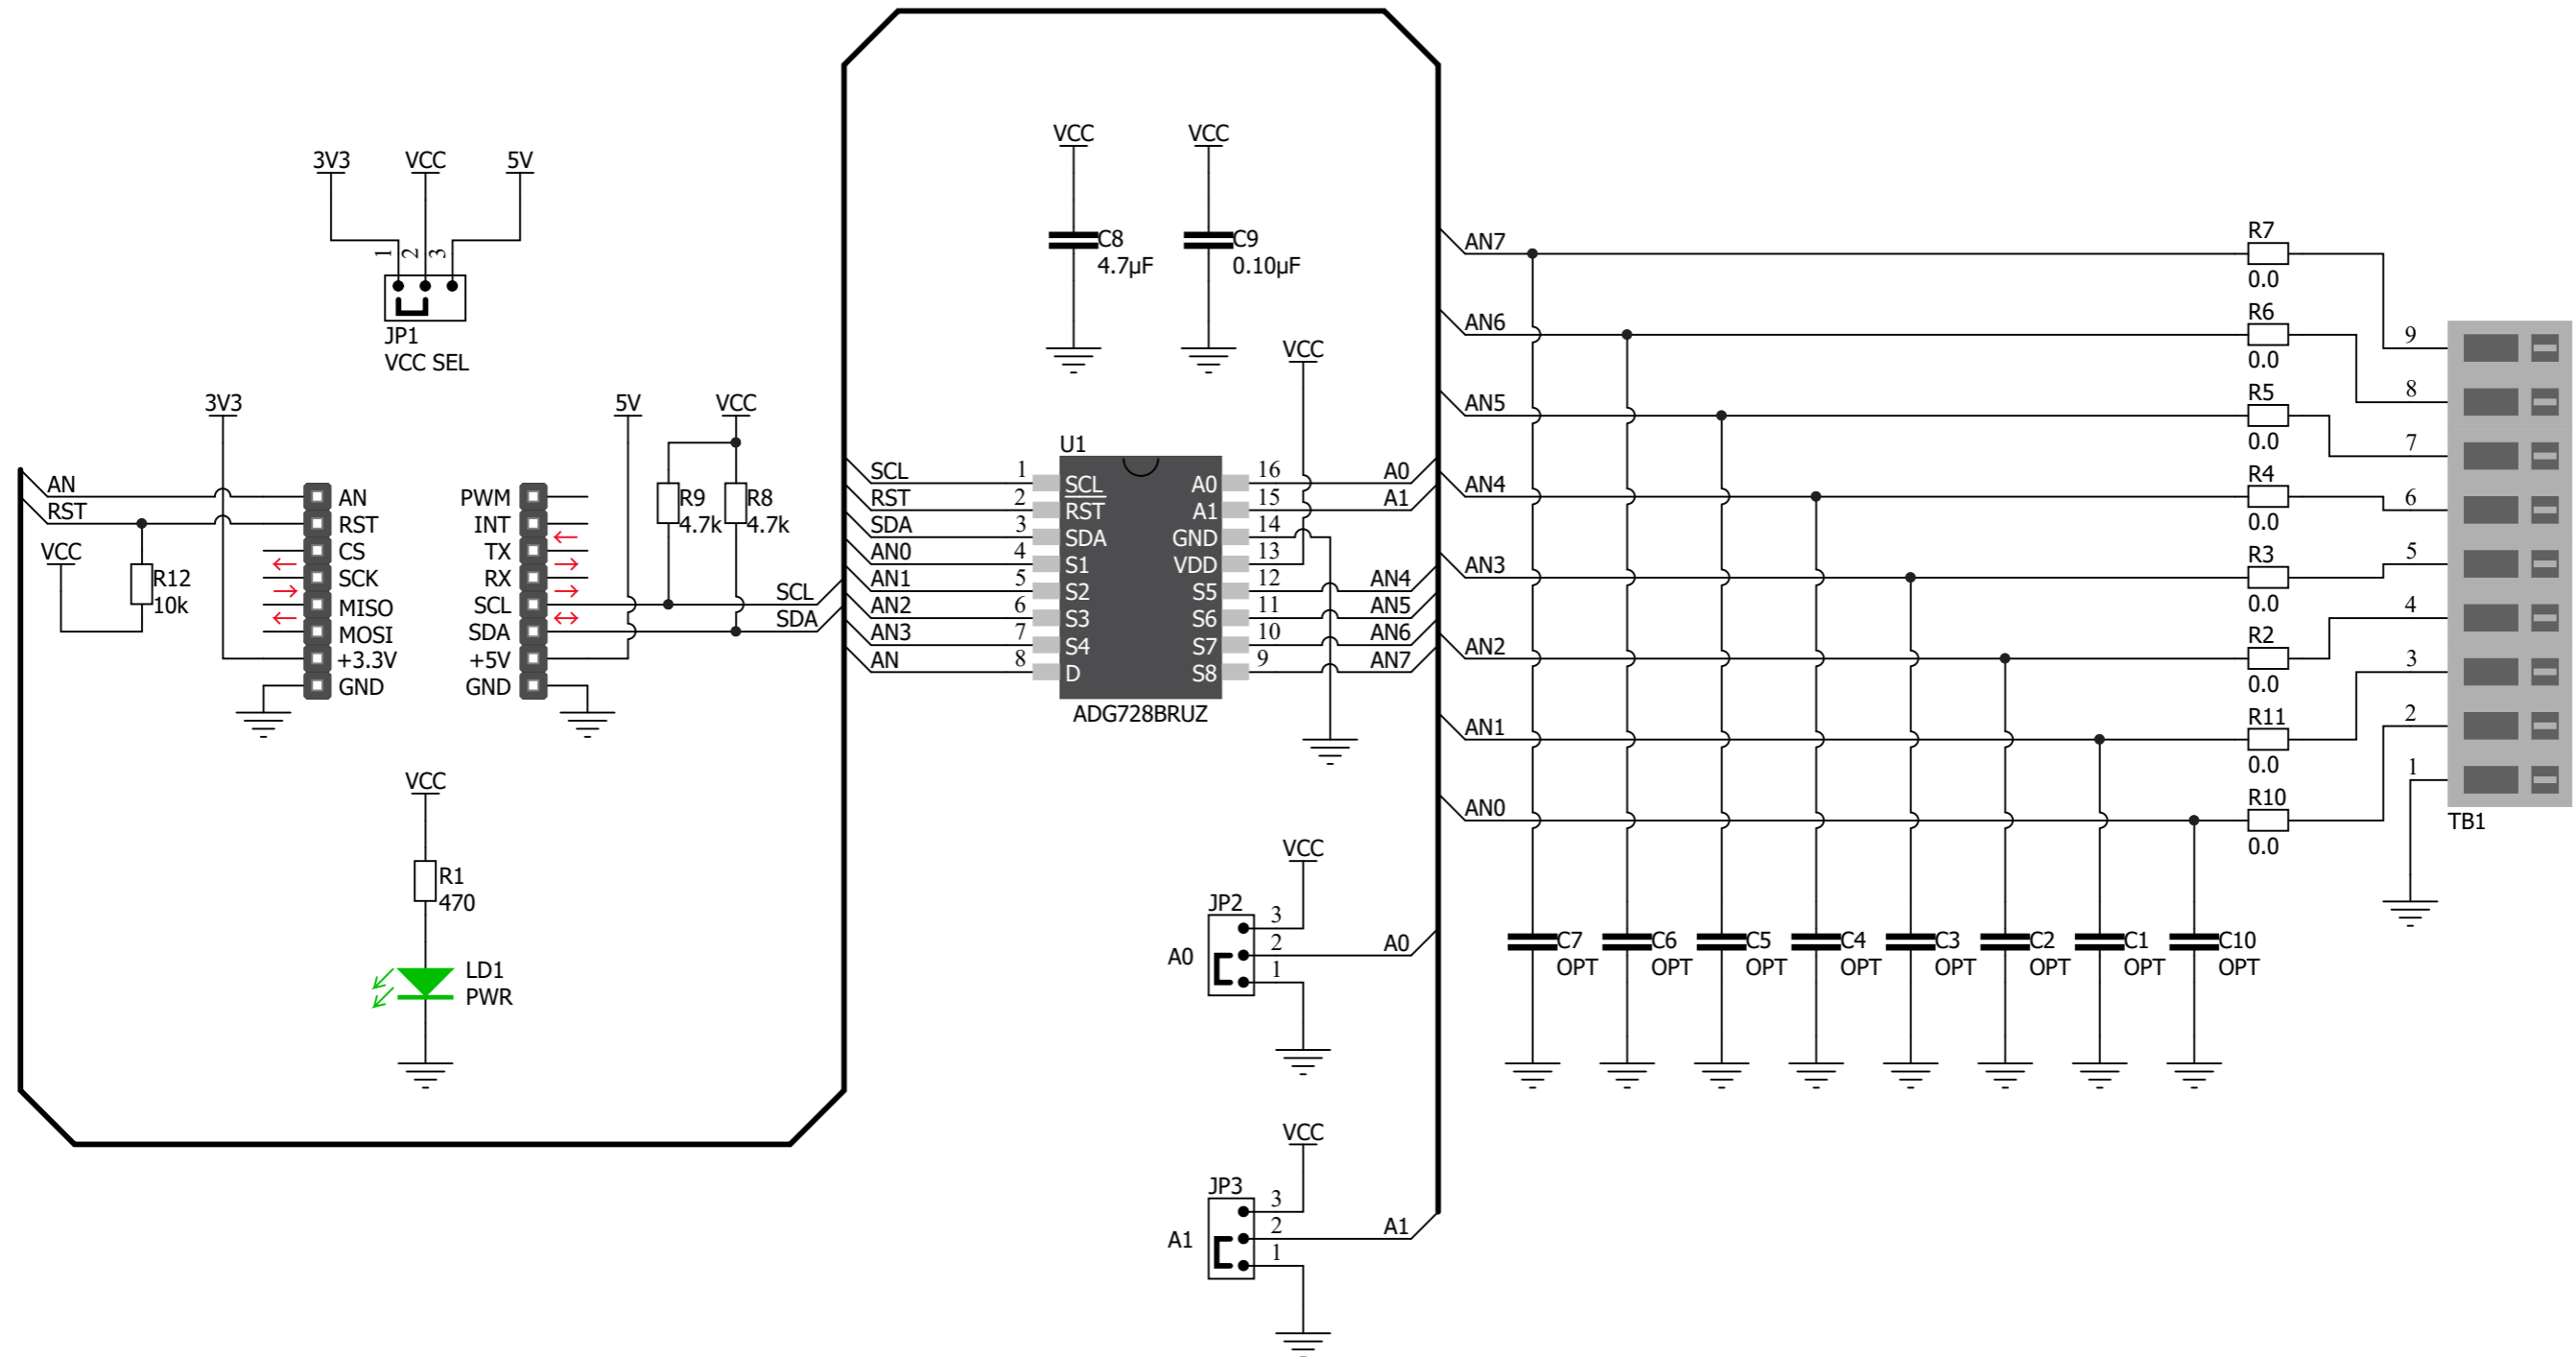 3V3 VCC 5V
1 2 3
JP1
VCC SEL
3V3
5V VCC
AN
RST
VCC
R12
10k
AN
RST
CS
SCK
MISO
MOSI
+3.3V
GND
PWM
INT
TX
RX
SCL
SDA
+5V
GND
R9
4.7k
R8
4.7k
SCL
SDA
VCC
R1
470
LD1
PWR
VCC
C8
4.7µF
VCC
C9
0.10µF
VCC
U1
SCL 1 SCL
RST 2 RST
SDA 3 SDA
AN0 4 S1
AN1 5 S2
AN2 6 S3
AN3 7 S4
AN 8 D
A0 16 A0
A1 15 A1
GND 14
VDD 13
S5 12 AN4
S6 11 AN5
S7 10 AN6
S8 9 AN7
ADG728BRUZ
VCC
JP2
A0
3
2 A0
1
VCC
JP3
A1
3
2 A1
1
AN7 R7
0.0
AN6 R6
0.0
AN5 R5
0.0
AN4 R4
0.0
AN3 R3
0.0
AN2 R2
0.0
AN1 R11
0.0
AN0 R10
0.0
9
8
7
6
5
4
3
2
1
TB1
C7
OPT
C6
OPT
C5
OPT
C4
OPT
C3
OPT
C2
OPT
C1
OPT
C10
OPT